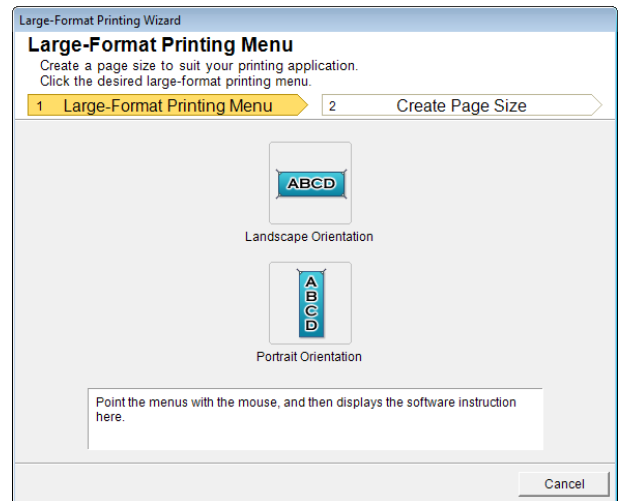 Large-Format Printing Wizard
Large-Format Printing Menu
Create a page size to suit your printing application.
Click the desired large-format printing menu.
1 Large-Format Printing Menu 2 Create Page Size
ABCD
Landscape Orientation
A
B
C
D
Portrait Orientation
Point the menus with the mouse, and then displays the software instruction
here.
Cancel